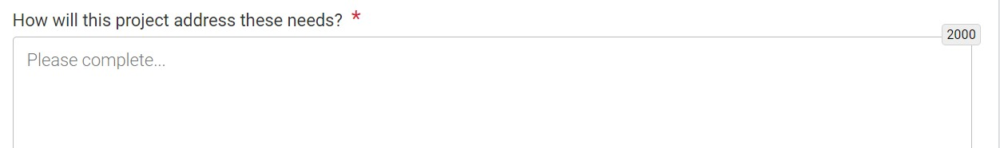 How will this project address these needs? *
2000
Please complete...